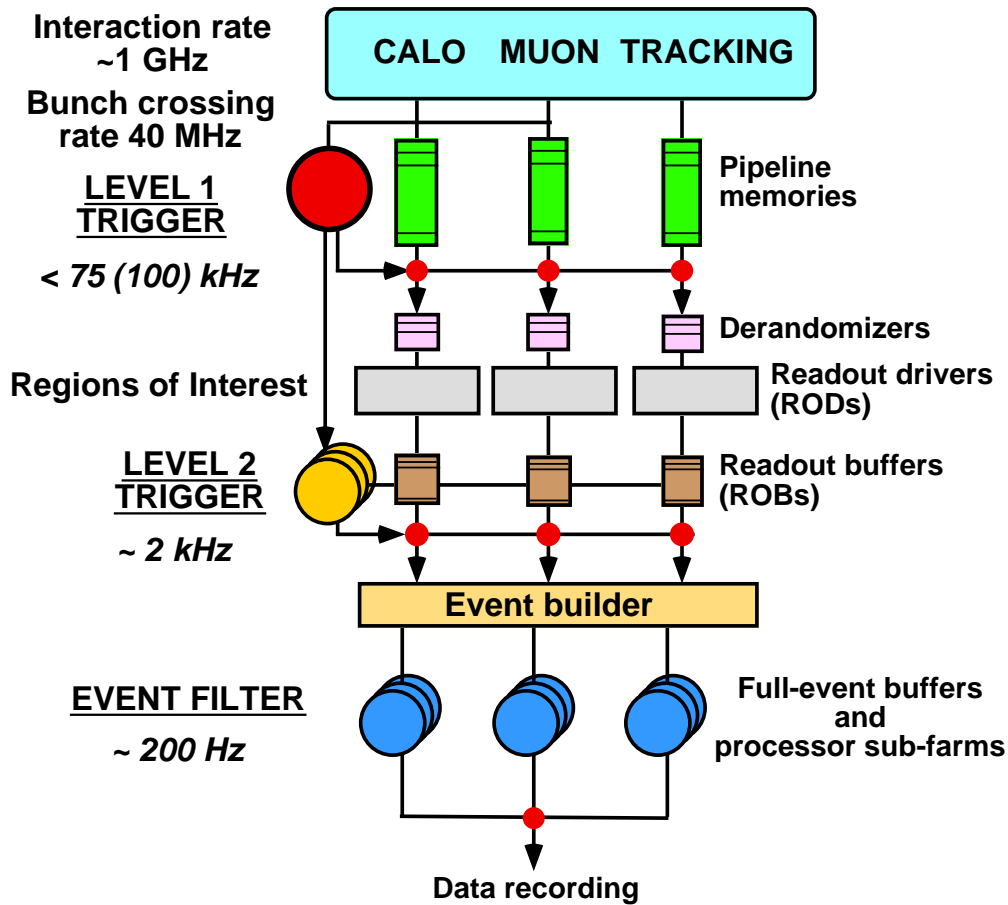 Interaction rate
~1 GHz
CALO MUON TRACKING
Bunch crossing
rate 40 MHz
LEVEL 1
TRIGGER
Pipeline
memories
< 75 (100) kHz
Derandomizers
Regions of Interest
Readout drivers
(RODs)
LEVEL 2
TRIGGER
Readout buffers
(ROBs)
~ 2 kHz
Event builder
EVENT FILTER
~ 200 Hz
Full-event buffers
and
processor sub-farms
Data recording